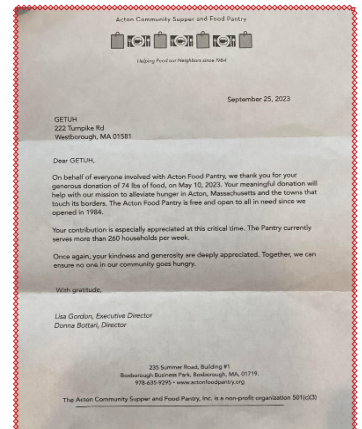 Acton Community Supper and Food Pantry
Helping Feed our Neighbors since 1984
September 25, 2023
GETUH
222 Turnpike Rd
Westborough, MA 01581
Dear GETUH,
On behalf of everyone involved with Acton Food Pantry, we thank you for your
generous donation of 74 lbs of food, on May 10, 2023. Your meaningful donation will
help with our mission to alleviate hunger in Acton, Massachusetts and the towns that
touch its borders. The Acton Food Pantry is free and open to all in need since we
opened in 1984.
Your contribution is especially appreciated at this critical time. The Pantry currently
serves more than 260 households per week.
Once again, your kindness and generosity are deeply appreciated. Together, we can
ensure no one in our community goes hungry.
With gratitude,
Lisa Gordon, Executive Director
Donna Bottari, Director
235 Summer Road, Building #1
Boxborough Business Park, Boxborough, MA, 01719.
978-635-9295 • www.actonfoodpantry.org
The Acton Community Supper and Food Pantry, Inc. is a non-profit organization 501(c)(3)